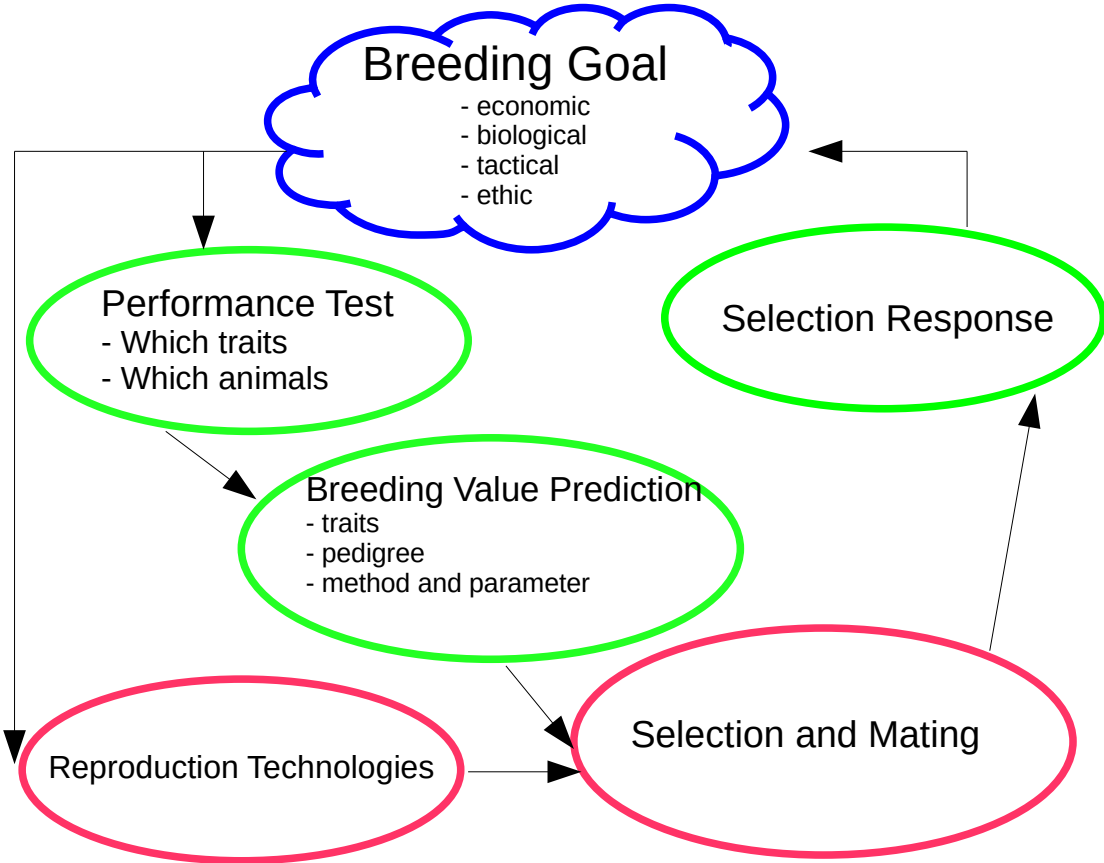 Breeding Goal
- economic
- biological
- tactical
- ethic
Performance Test
- Which traits
- Which animals
Selection Response
Breeding Value Prediction
- traits
- pedigree
- method and parameter
Selection and Mating
Reproduction Technologies